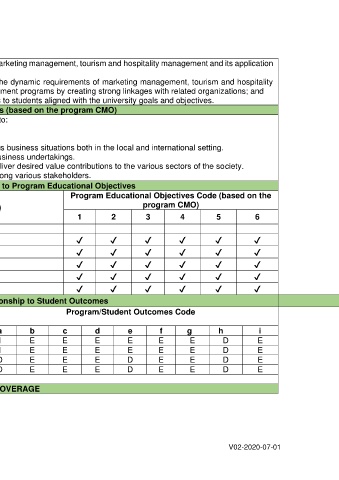 arketing management, tourism and hospitality management and its application
he dynamic requirements of marketing management, tourism and hospitality
ment programs by creating strong linkages with related organizations; and
s to students aligned with the university goals and objectives.
s (based on the program CMO)
to:
s business situations both in the local and international setting.
usiness undertakings.
liver desired value contributions to the various sectors of the society.
ong various stakeholders.
to Program Educational Objectives
Program Educational Objectives Code (based on the
program CMO)
1 2 3 4 5 6
✓ ✓ ✓ ✓ ✓ ✓
✓ ✓ ✓ ✓ ✓ ✓
✓ ✓ ✓ ✓ ✓ ✓
✓ ✓ ✓ ✓ ✓ ✓
✓ ✓ ✓ ✓ ✓ ✓
onship to Student Outcomes
Program/Student Outcomes Code
a b c d e f g h i
E E E E E E D E
E E E E E E D E
D E E E D E E D E
D E E E D E E D E
OVERAGE
V02-2020-07-01